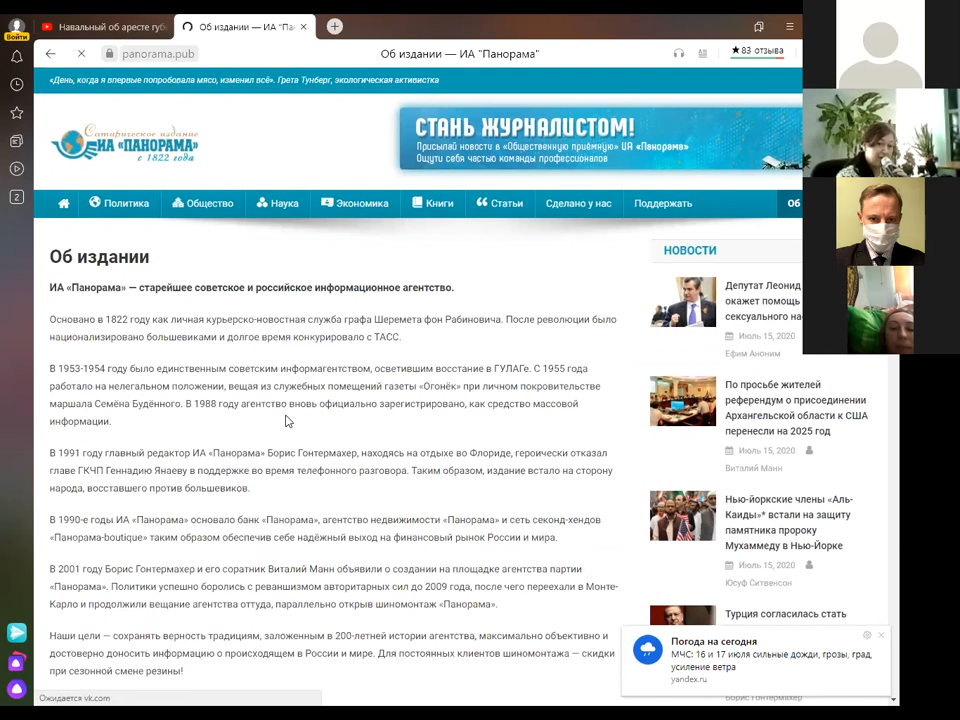 Войти
Навальный об аресте губ
Об издании — ИА "Па
panorama.pub
Об издании — ИА "Панорама"
★83 отзыва
2
«День, когда я впервые попробовала мясо, изменил всё». Грета Тунберг, экологическая активистка
Сатирическое издание
ИА «ПАНОРАМА»
с 1822 года
СТАНЬ ЖУРНАЛИСТОМ!
Присылай новости в «Общественную приёмную» ИА «Панорама»
Ощути себя частью команды профессионалов
Политика
Общество
Наука
Экономика
Книги
Статьи
Сделано у нас
Поддержать
Об
Об издании
ИА «Панорама» — старейшее советское и российское информационное агентство.
Основано в 1822 году как личная курьерско-новостная служба графа Шеремета фон Рабиновича. После революции было
национализировано большевиками и долгое время конкурировало с ТАСС.
В 1953-1954 году было единственным советским информагентством, осветившим восстание в ГУЛАГе. С 1955 года
работало на нелегальном положении, вещая из служебных помещений газеты «Огонёк» при личном покровительстве
маршала Семёна Будённого. В 1988 году агентство вновь официально зарегистрировано, как средство массовой
информации.
В 1991 году главный редактор ИА «Панорама» Борис Гонтермахер, находясь на отдыхе во Флориде, героически отказал
главе ГКЧП Геннадию Янаеву в поддержке во время телефонного разговора. Таким образом, издание встало на сторону
народа, восставшего против большевиков.
В 1990-е годы ИА «Панорама» основало банк «Панорама», агентство недвижимости «Панорама» и сеть секонд-хендов
«Панорама-boutique» таким образом обеспечив себе надёжный выход на финансовый рынок России и мира.
В 2001 году Борис Гонтермахер и его соратник Виталий Манн объявили о создании на площадке агентства партии
«Панорама». Политики успешно боролись с реваншизмом авторитарных сил до 2009 года, после чего переехали в Монте-
Карло и продолжили вещание агентства оттуда, параллельно открыв шиномонтаж «Панорама».
Наши цели — сохранять верность традициям, заложенным в 200-летней истории агентства, максимально объективно и
достоверно доносить информацию о происходящем в России и мире. Для постоянных клиентов шиномонтажа — скидки
при сезонной смене резины!
НОВОСТИ
Депутат Леонид
окажет помощь
сексуального на
Июль 15, 2020
Ефим Аноним
По просьбе жителей
референдум о присоединении
Архангельской области к США
перенесли на 2025 год
Июль 15, 2020
Виталий Манн
Нью-йоркские члены «Аль-
Каиды»* встали на защиту
памятника пророку
Мухаммеду в Нью-Йорке
Июль 15, 2020
Юсуф Ситвенсон
Турция согласилась стать
Погода на сегодня
МЧС: 16 и 17 июля сильные дожди, грозы, град,
усиление ветра
yandex.ru
Борис Гонтермахер
Ожидается vk.com